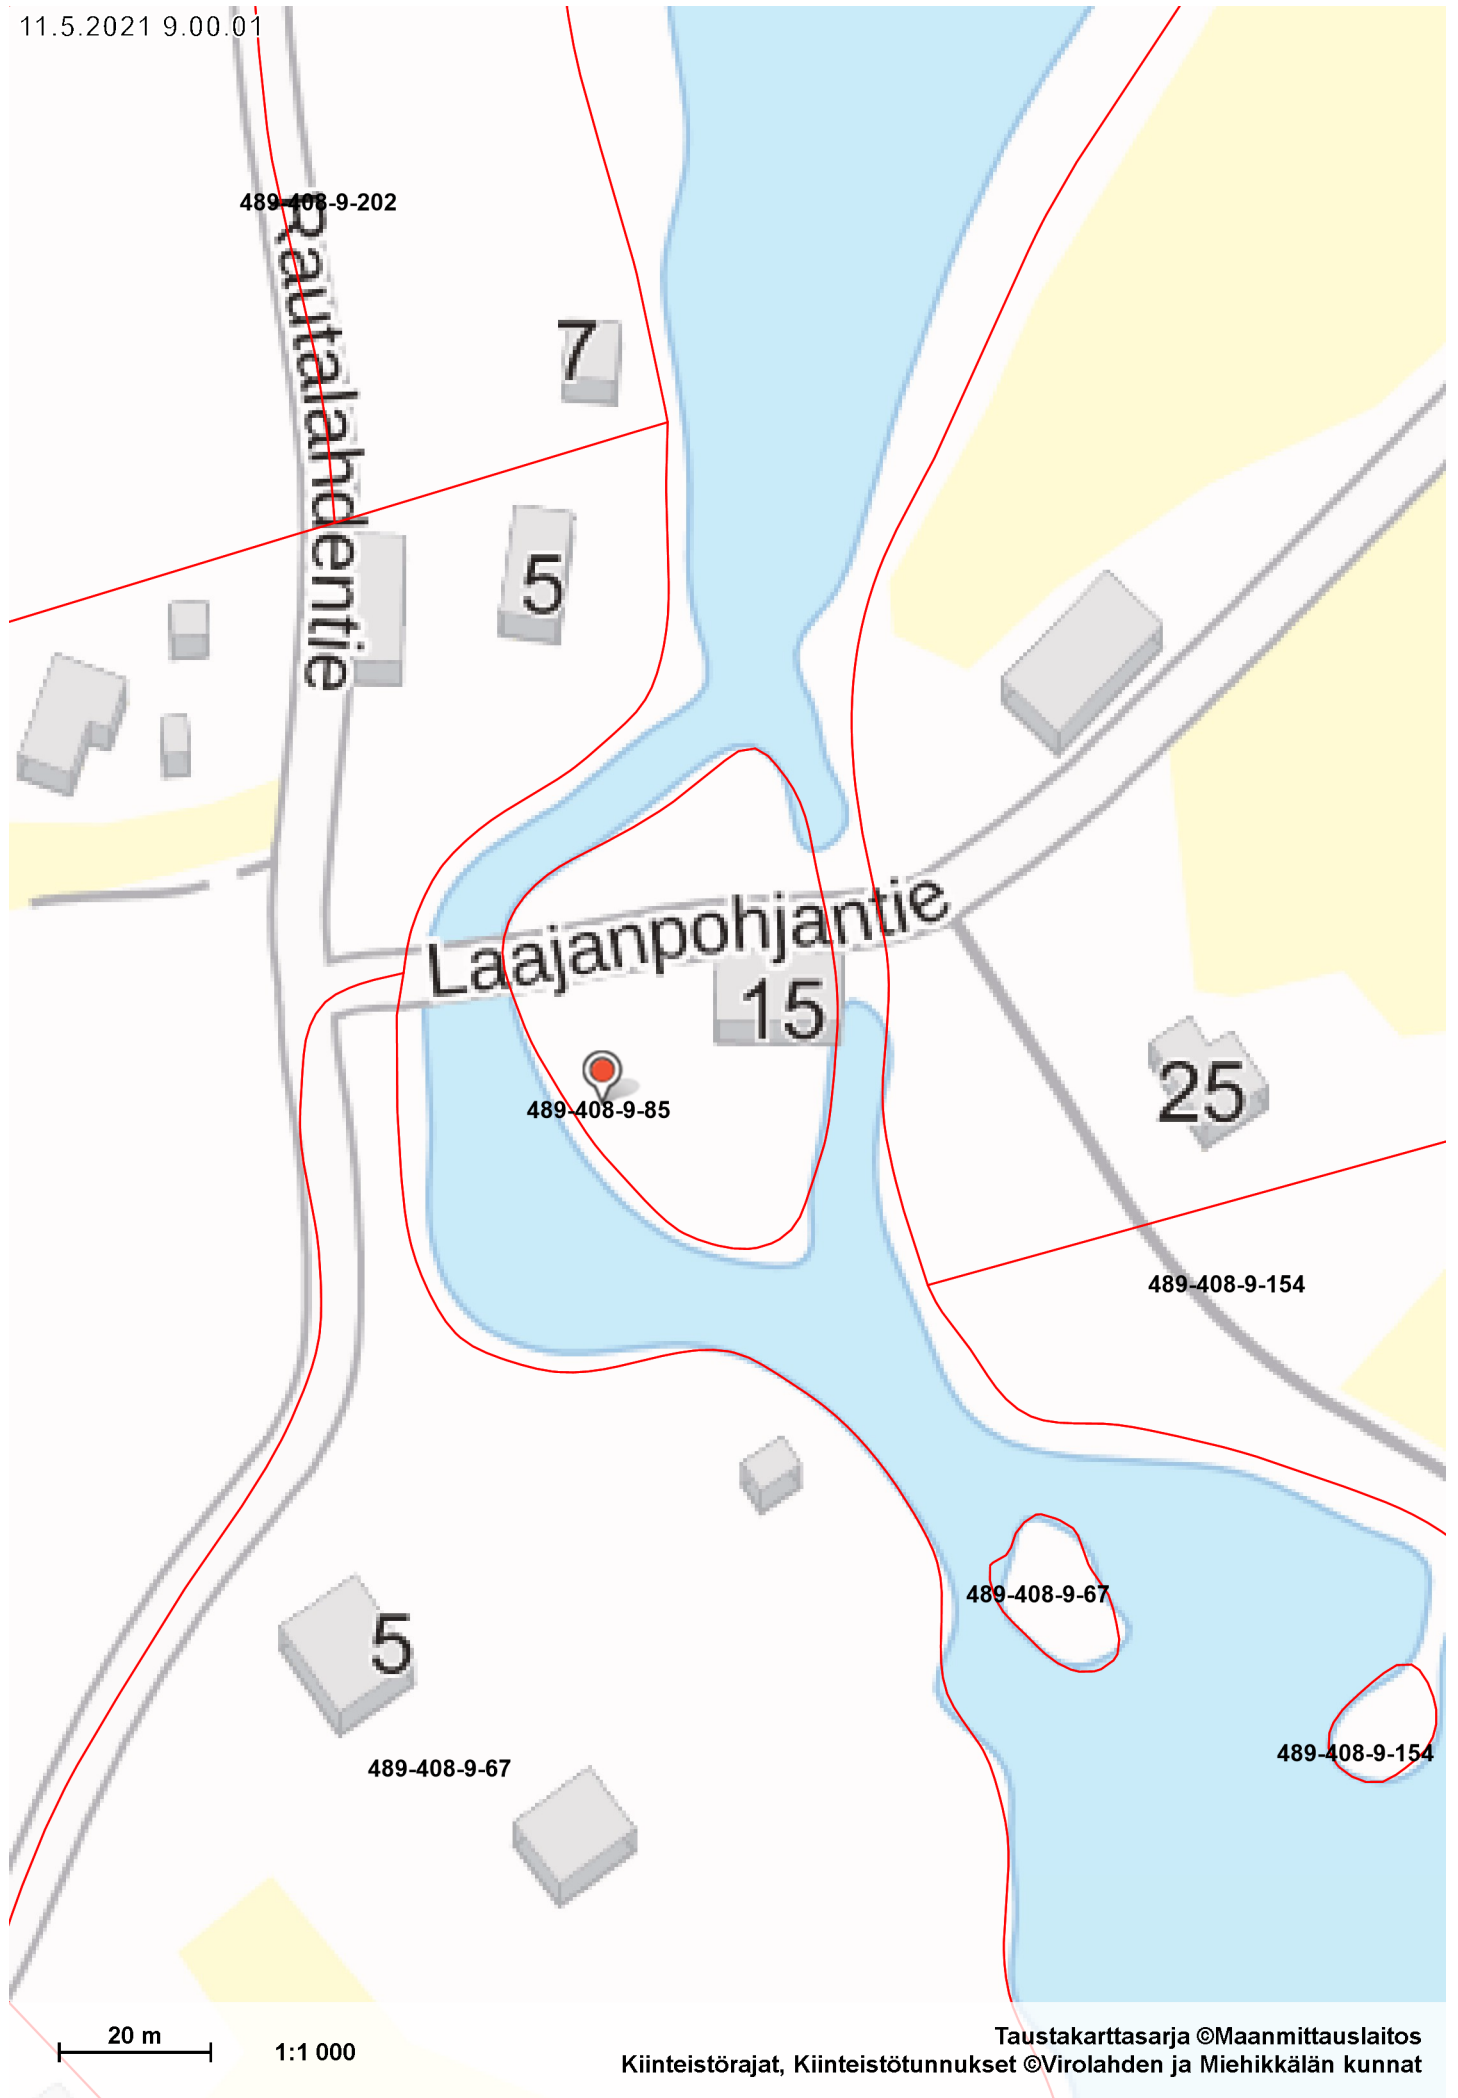 11.5.2021 9.00.01
489-408-9-202
Rautalahdentie
7
5
Laajanpohjantie
15
489-408-9-85
25
489-408-9-154
489-408-9-67
5
489-408-9-154
489-408-9-67
20 m
1:1 000
Taustakarttasarja ©Maanmittauslaitos
Kiinteistörajat, Kiinteistötunnukset ©Virolahden ja Miehikkälän kunnat